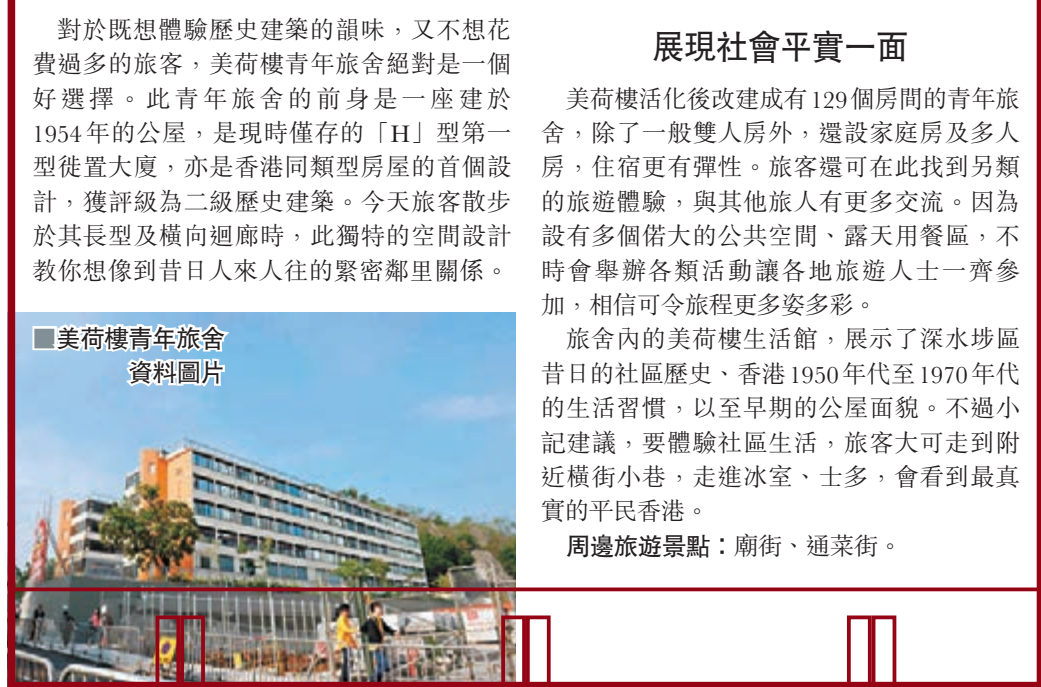 對於既想體驗歷史建築的韻味，又不想花
費過多的旅客，美荷樓青年旅舍絕對是一個
好選擇。此青年旅舍的前身是一座建於
1954年的公屋，是現時僅存的「H」型第一
型徙置大廈，亦是香港同類型房屋的首個設
計，獲評級為二級歷史建築。今天旅客散步
於其長型及橫向迴廊時，此獨特的空間設計
教你想像到昔日人來人往的緊密鄰里關係。
■美荷樓青年旅舍
資料圖片
展現社會平實一面
美荷樓活化後改建成有129個房間的青年旅
舍，除了一般雙人房外，還設家庭房及多人
房，住宿更有彈性。旅客還可在此找到另類
的旅遊體驗，與其他旅人有更多交流。因為
設有多個偌大的公共空間、露天用餐區，不
時會舉辦各類活動讓各地旅遊人士一齊參
加，相信可令旅程更多姿多彩。
旅舍內的美荷樓生活館，展示了深水埗區
昔日的社區歷史、香港1950年代至1970年代
的生活習慣，以至早期的公屋面貌。不過小
記建議，要體驗社區生活，旅客大可走到附
近橫街小巷，走進冰室、士多，會看到最真
實的平民香港。
周邊旅遊景點：廟街、通菜街。